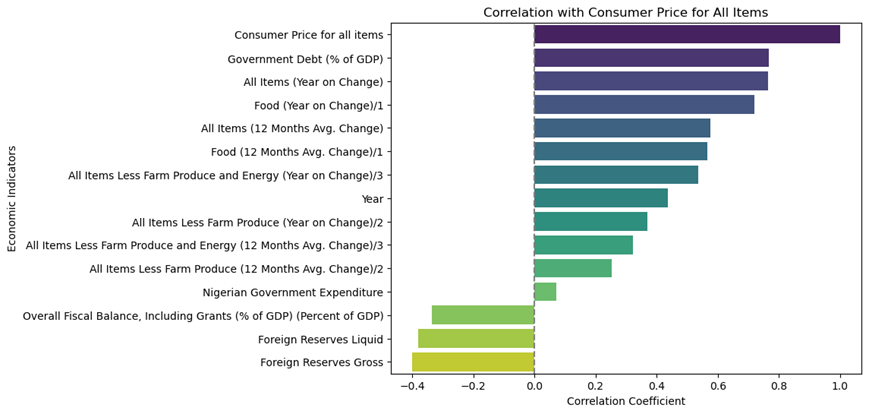 Correlation with Consumer Price for All Items
Economic Indicators
Consumer Price for all items
Government Debt (% of GDP)
All Items (Year on Change)
Food (Year on Change)/1
All Items (12 Months Avg. Change)
Food (12 Months Avg. Change)/1
All Items Less Farm Produce and Energy (Year on Change)/3
Year
All Items Less Farm Produce (Year on Change)/2
All Items Less Farm Produce and Energy (12 Months Avg. Change)/3
All Items Less Farm Produce (12 Months Avg. Change)/2
Nigerian Government Expenditure
Overall Fiscal Balance, Including Grants (% of GDP) (Percent of GDP)
Foreign Reserves Liquid
Foreign Reserves Gross
−0.4 −0.2 0.0 0.2 0.4 0.6 0.8 1.0
Correlation Coefficient